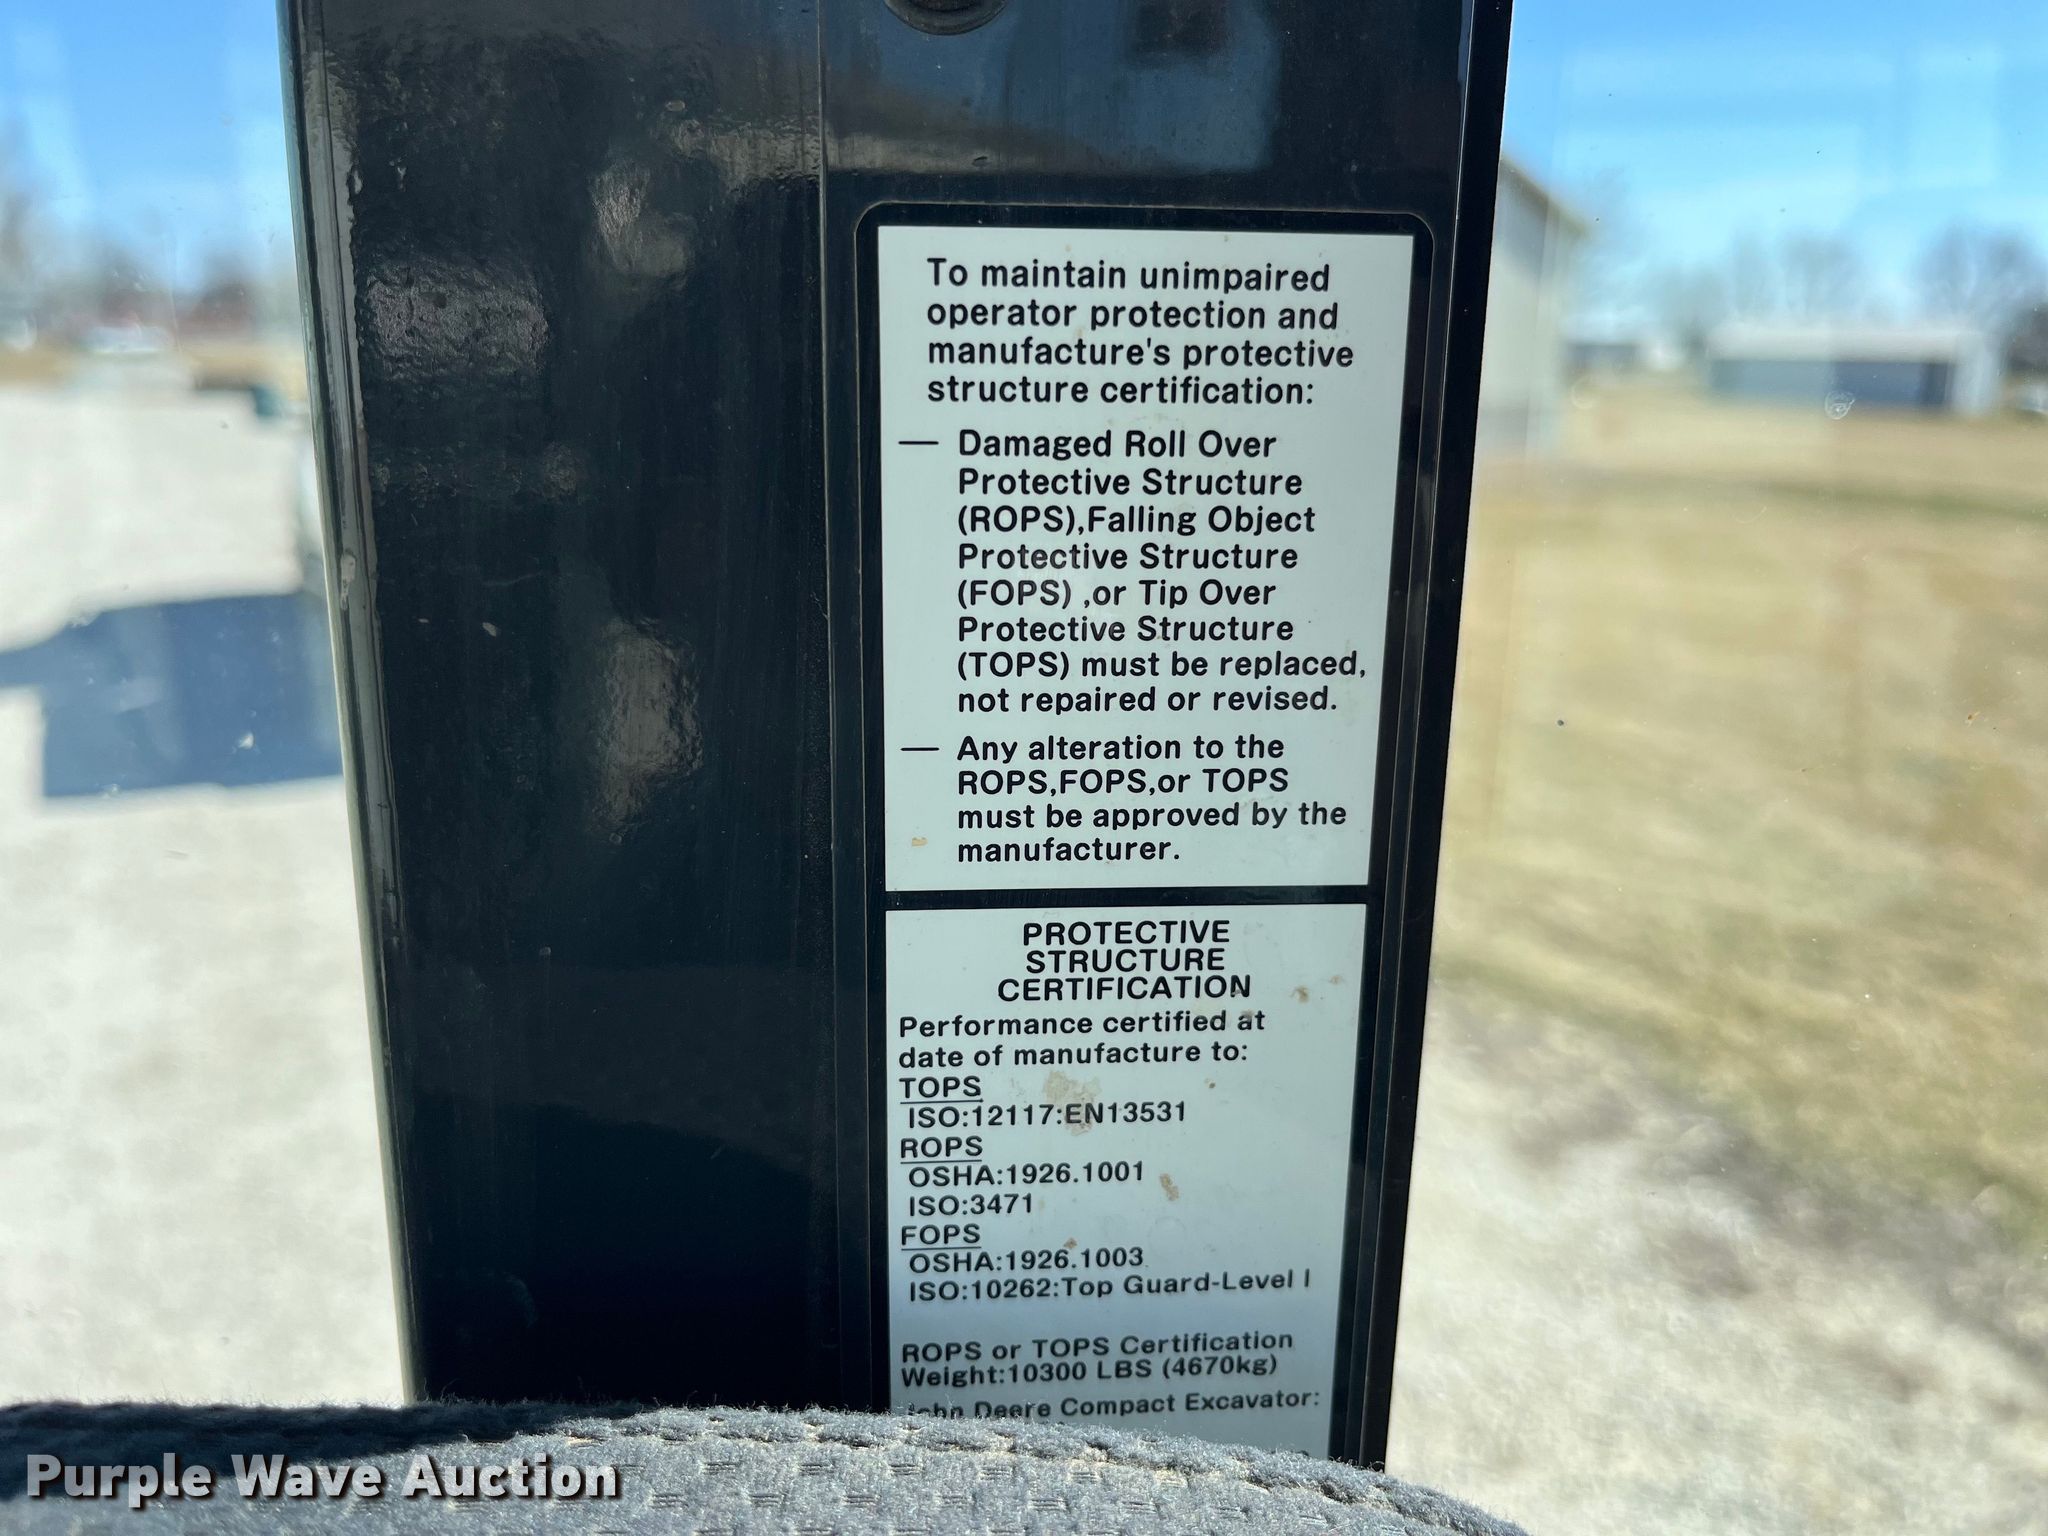 To maintain unimpaired
operator protection and
manufacture's protective
structure certification:
— Damaged Roll Over
Protective Structure
(ROPS),Falling Object
Protective Structure
(FOPS) ,or Tip Over
Protective Structure
(TOPS) must be replaced,
not repaired or revised.
— Any alteration to the
ROPS,FOPS,or TOPS
must be approved by the
manufacturer.
PROTECTIVE
STRUCTURE
CERTIFICATION
Performance certified at
date of manufacture to:
TOPS
ISO:12117:EN13531
ROPS
OSHA:1926.1001
ISO:3471
FOPS
OSHA:1926.1003
ISO:10262:Top Guard-Level I
ROPS or TOPS Certification
Weight:10300 LBS (4670kg)
John Deere Compact Excavator:
Purple Wave Auction